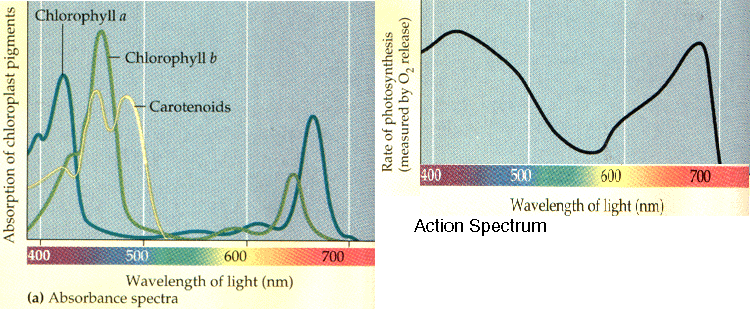 Chlorophyll a
Chlorophyll b
Carotenoids
Absorption of chloroplast pigments
400 500 600 700
Wavelength of light (nm)
(a) Absorbance spectra
Rate of photosynthesis
(measured by O2 release)
400 500 600 700
Wavelength of light (nm)
Action Spectrum